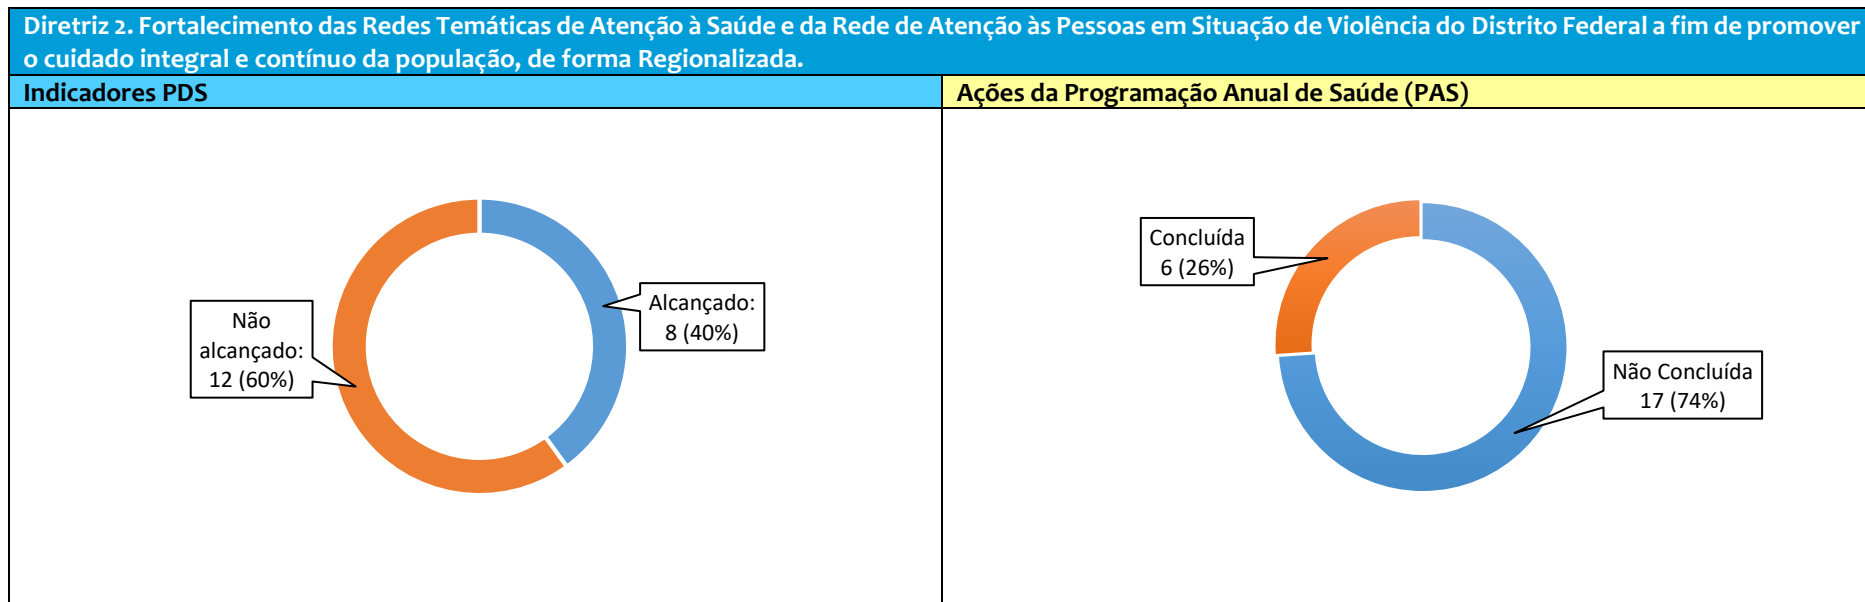 Diretriz 2. Fortalecimento das Redes Temáticas de Atenção à Saúde e da Rede de Atenção às Pessoas em Situação de Violência do Distrito Federal a fim de promover
o cuidado integral e contínuo da população, de forma Regionalizada.
Indicadores PDS
Ações da Programação Anual de Saúde (PAS)
Não
alcançado:
12 (60%)
Alcançado:
8 (40%)
Concluída
6 (26%)
Não Concluída
17 (74%)